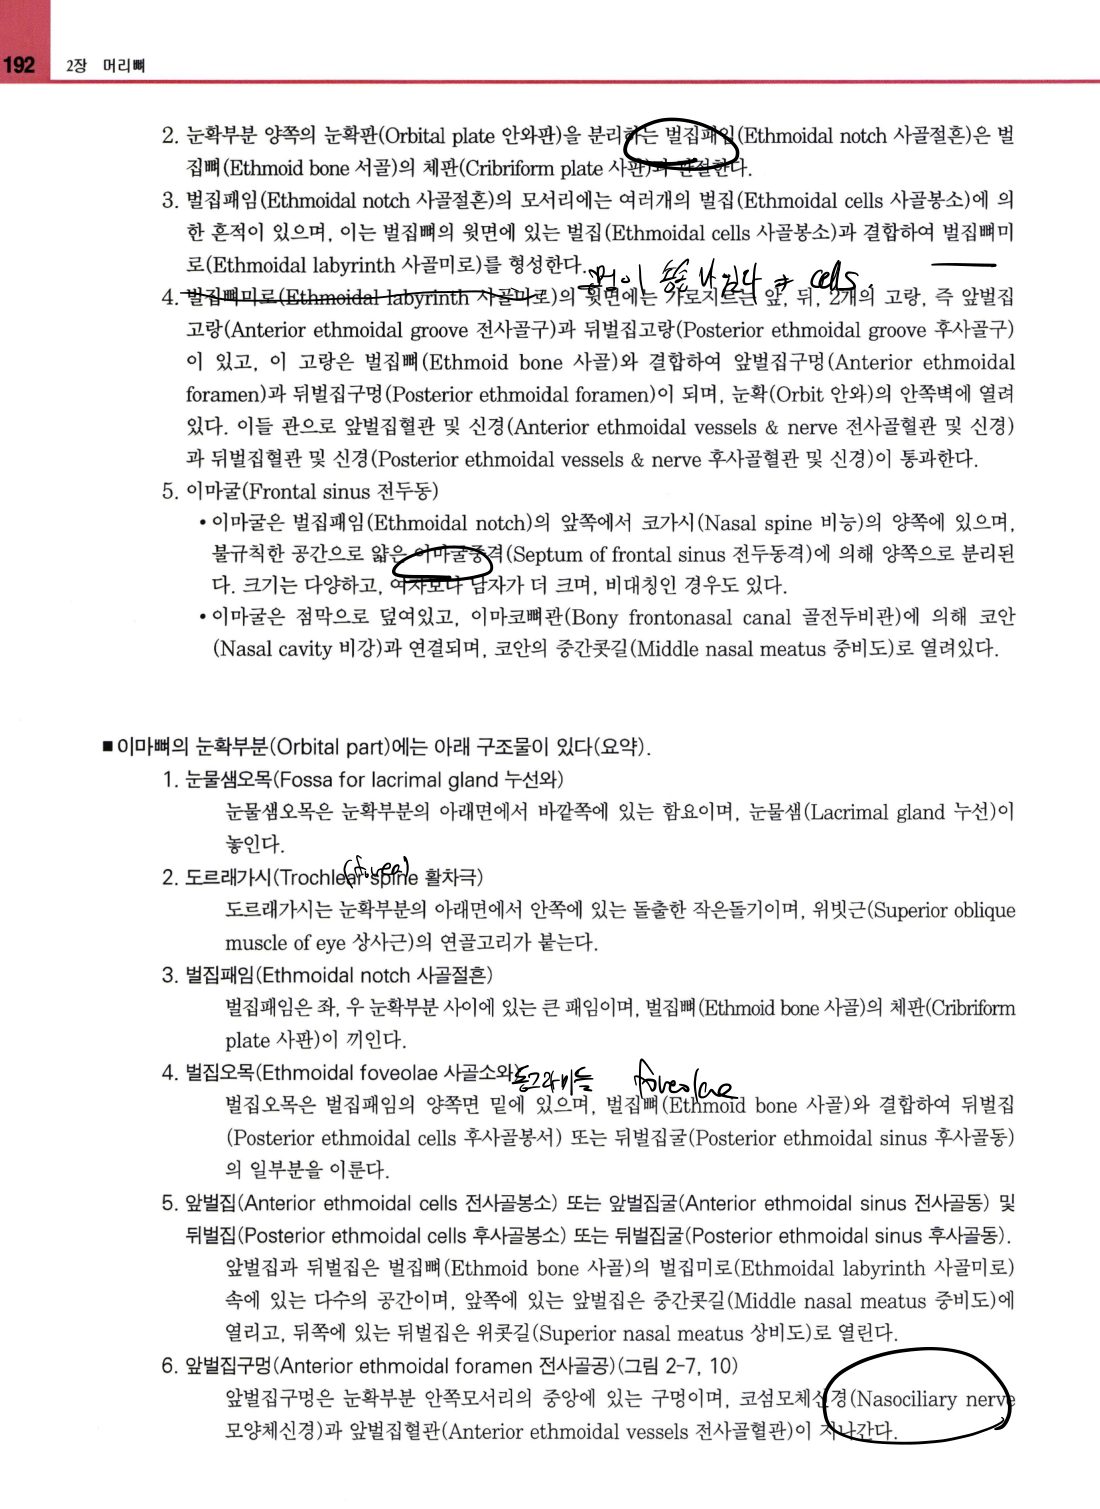 192 2장 머리뼈
2. 눈확부분 양쪽의 눈확판(Orbital plate 안와판)을 분리하는 벌집패임(Ethmoidal notch 사골절흔)은 벌
집뼈(Ethmoid bone 서골)의 체판(Cribriform plate 사판)과 관절한다.
3. 벌집패임(Ethmoidal notch 사골절흔)의 모서리에는 여러개의 벌집(Ethmoidal cells 사골봉소)에 의
한 흔적이 있으며, 이는 벌집뼈의 윗면에 있는 벌집(Ethmoidal cells 사골봉소)과 결합하여 벌집뼈미
로(Ethmoidal labyrinth 사골미로)를 형성한다.
cells.
4. 벌집뼈미로(Ethmoidal labyrinth 사골미로)의 윗면에는 가로지르는 앞, 뒤, 2개의 고랑, 즉 앞벌집
고랑(Anterior ethmoidal groove 전사골구)과 뒤벌집고랑(Posterior ethmoidal groove 후사골구)
이 있고, 이 고랑은 벌집뼈(Ethmoid bone 사골)와 결합하여 앞벌집구멍(Anterior ethmoidal
foramen)과 뒤벌집구멍(Posterior ethmoidal foramen)이 되며, 눈확(Orbit 안와)의 안쪽벽에 열려
있다. 이들 관으로 앞벌집혈관 및 신경(Anterior ethmoidal vessels & nerve 전사골혈관 및 신경)
과 뒤벌집혈관 및 신경(Posterior ethmoidal vessels & nerve 후사골혈관 및 신경)이 통과한다.
5. 이마굴(Frontal sinus 전두동)
• 이마굴은 벌집패임(Ethmoidal notch)의 앞쪽에서 코가시(Nasal spine 비능)의 양쪽에 있으며,
불규칙한 공간으로 얇은 이마굴중격(Septum of frontal sinus 전두동격)에 의해 양쪽으로 분리된
다. 크기는 다양하고, 여자보다 남자가 더 크며, 비대칭인 경우도 있다.
• 이마굴은 점막으로 덮여있고, 이마코뼈관(Bony frontonasal canal 골전두비관)에 의해 코안
(Nasal cavity 비강)과 연결되며, 코안의 중간콧길(Middle nasal meatus 중비도)로 열려있다.
■ 이마뼈의 눈확부분(Orbital part)에는 아래 구조물이 있다(요약).
1. 눈물샘오목(Fossa for lacrimal gland 누선와)
눈물샘오목은 눈확부분의 아래면에서 바깥쪽에 있는 함요이며, 눈물샘(Lacrimal gland 누선)이
놓인다.
(fovea)
2. 도르래가시(Trochlear spine 활차극)
도르래가시는 눈확부분의 아래면에서 안쪽에 있는 돌출한 작은돌기이며, 위빗근(Superior oblique
muscle of eye 상사근)의 연골고리가 붙는다.
3. 벌집패임(Ethmoidal notch 사골절흔)
벌집패임은 좌, 우 눈확부분 사이에 있는 큰 패임이며, 벌집뼈(Ethmoid bone 사골)의 체판(Cribriform
plate 사판)이 끼인다.
4. 벌집오목(Ethmoidal foveolae 사골소와) 동그라미들 foveolae
벌집오목은 벌집패임의 양쪽면 밑에 있으며, 벌집뼈(Ethmoid bone 사골)와 결합하여 뒤벌집
(Posterior ethmoidal cells 후사골봉서) 또는 뒤벌집굴(Posterior ethmoidal sinus 후사골동)
의 일부분을 이룬다.
5. 앞벌집(Anterior ethmoidal cells 전사골봉소) 또는 앞벌집굴(Anterior ethmoidal sinus 전사골동) 및
뒤벌집(Posterior ethmoidal cells 후사골봉소) 또는 뒤벌집굴(Posterior ethmoidal sinus 후사골동).
앞벌집과 뒤벌집은 벌집뼈(Ethmoid bone 사골)의 벌집미로(Ethmoidal labyrinth 사골미로)
속에 있는 다수의 공간이며, 앞쪽에 있는 앞벌집은 중간콧길(Middle nasal meatus 중비도)에
열리고, 뒤쪽에 있는 뒤벌집은 위콧길(Superior nasal meatus 상비도)로 열린다.
6. 앞벌집구멍(Anterior ethmoidal foramen 전사골공)(그림 2-7, 10)
앞벌집구멍은 눈확부분 안쪽모서리의 중앙에 있는 구멍이며, 코섬모체신경(Nasociliary nerve
모양체신경)과 앞벌집혈관(Anterior ethmoidal vessels 전사골혈관)이 지나간다.